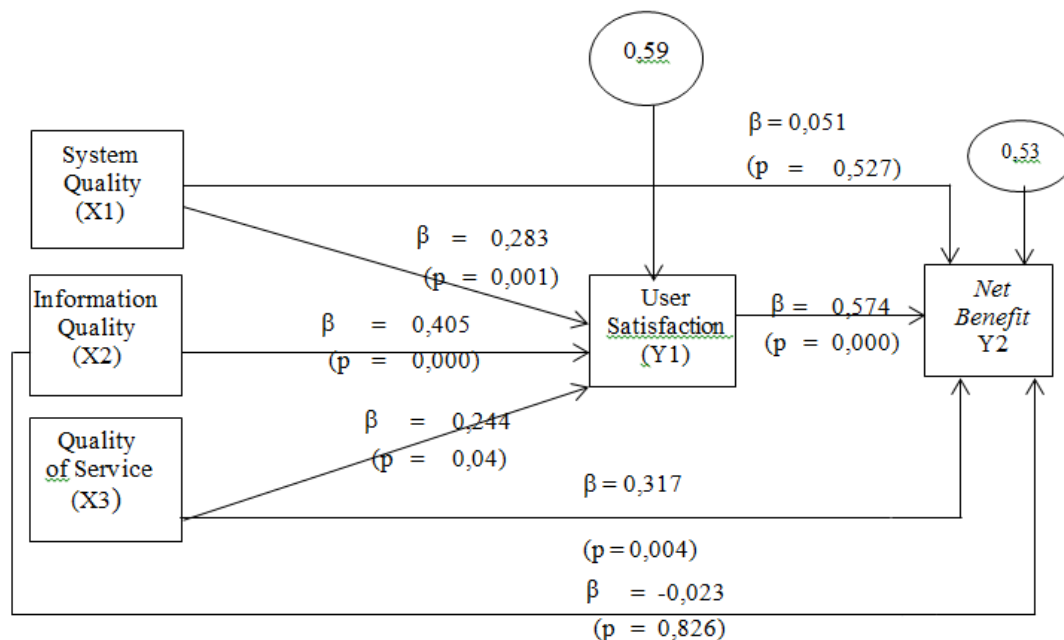 0,59
β = 0,051
(p = 0,527)
0,53
System
Quality
(X1)
β = 0,283
(p = 0,001)
Information
Quality
(X2)
β = 0,405
(p = 0,000)
User
Satisfaction
(Y1)
β = 0,574
(p = 0,000)
Net
Benefit
Y2
Quality
of Service
(X3)
β = 0,244
(p = 0,04)
β = 0,317
(p = 0,004)
β = -0,023
(p = 0,826)